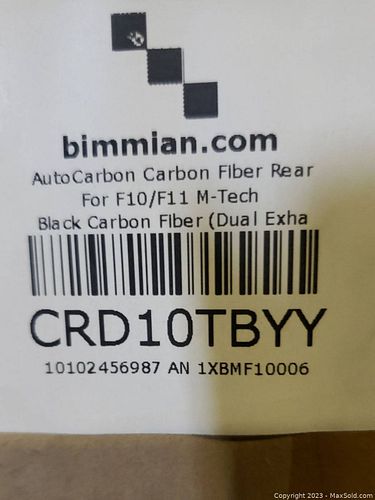 bimmian.com
AutoCarbon Carbon Fiber Rear
For F10/F11 M-Tech
Black Carbon Fiber (Dual Exha
CRD10TBYY
10102456987 AN 1XBMF10006
Copyright 2023 - MaxSold.com